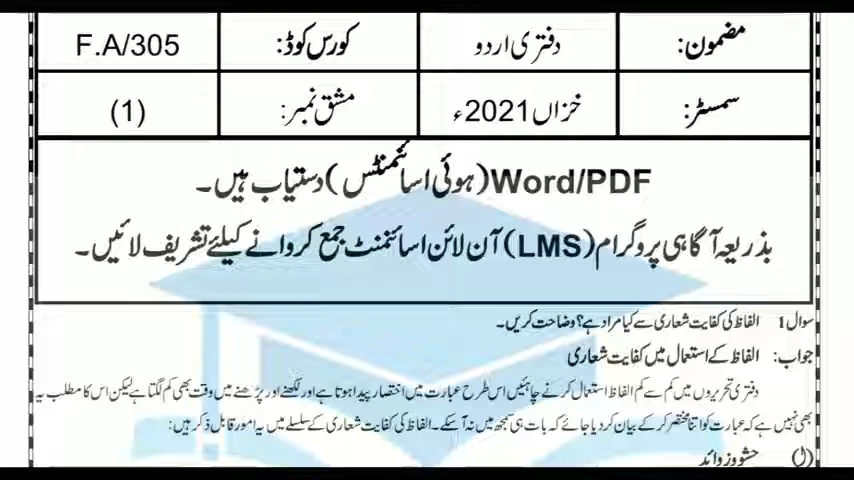 مضمون: دفتری اردو کورس کوڈ: F.A/305
سمسٹر: خزاں 2021ء مشق نمبر: (1)
Word/PDF(ہوئی اسائنمنٹس) دستیاب ہیں۔
بذریعہ آگاہی پروگرام (LMS) آن لائن اسائنمنٹ جمع کروانے کیلئے تشریف لائیں۔
سوال 1 الفاظ کی کفایت شعاری سے کیا مراد ہے؟ وضاحت کریں۔
جواب: الفاظ کے استعمال میں کفایت شعاری
دفتری تحریروں میں کم سے کم الفاظ استعمال کرنے چاہئیں اس طرح عبارت میں اختصار پیدا ہوتا ہے اور لکھنے اور پڑھنے میں وقت بھی کم لگتا ہے لیکن اس کا مطلب یہ
بھی نہیں ہے کہ عبارت کو اتنا مختصر کر کے بیان کر دیا جائے کہ بات ہی سمجھ میں نہ آ سکے۔ الفاظ کی کفایت شعاری کے سلسلے میں یہ امور قابل ذکر ہیں:
(ل) حشو و زوائد